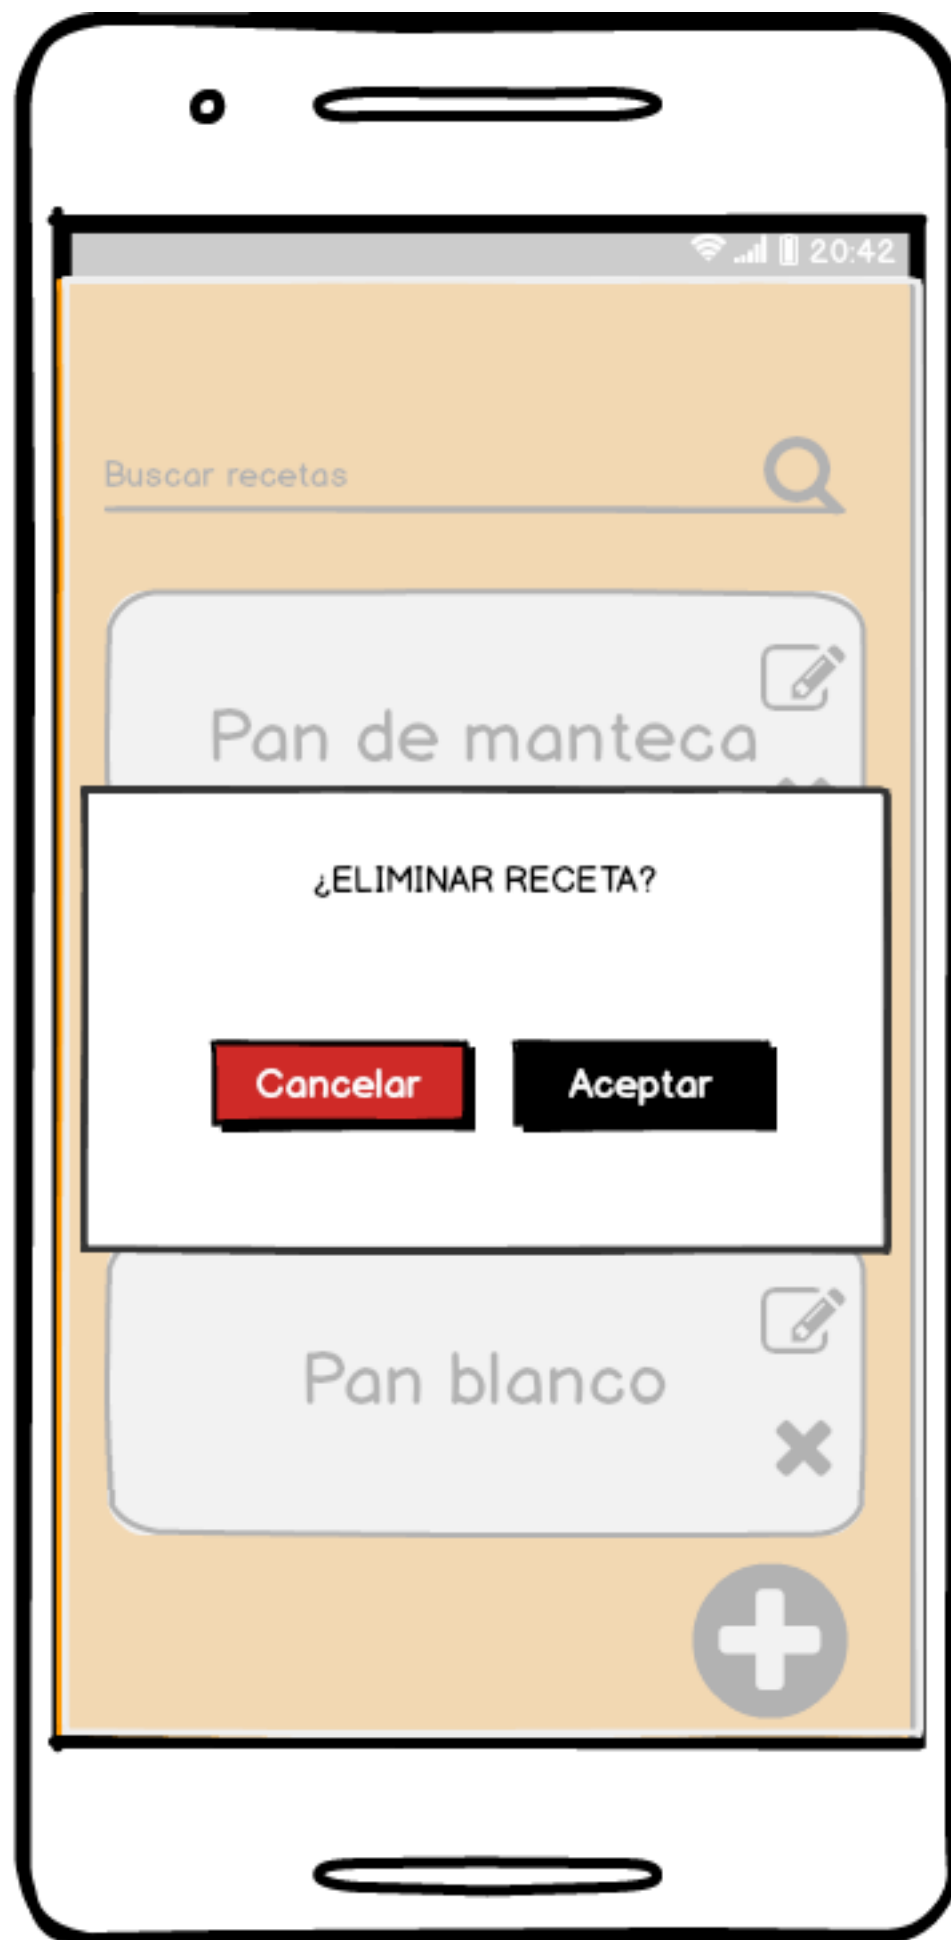 20:42
Buscar recetas
Pan de manteca
¿ELIMINAR RECETA?
Cancelar
Aceptar
Pan blanco